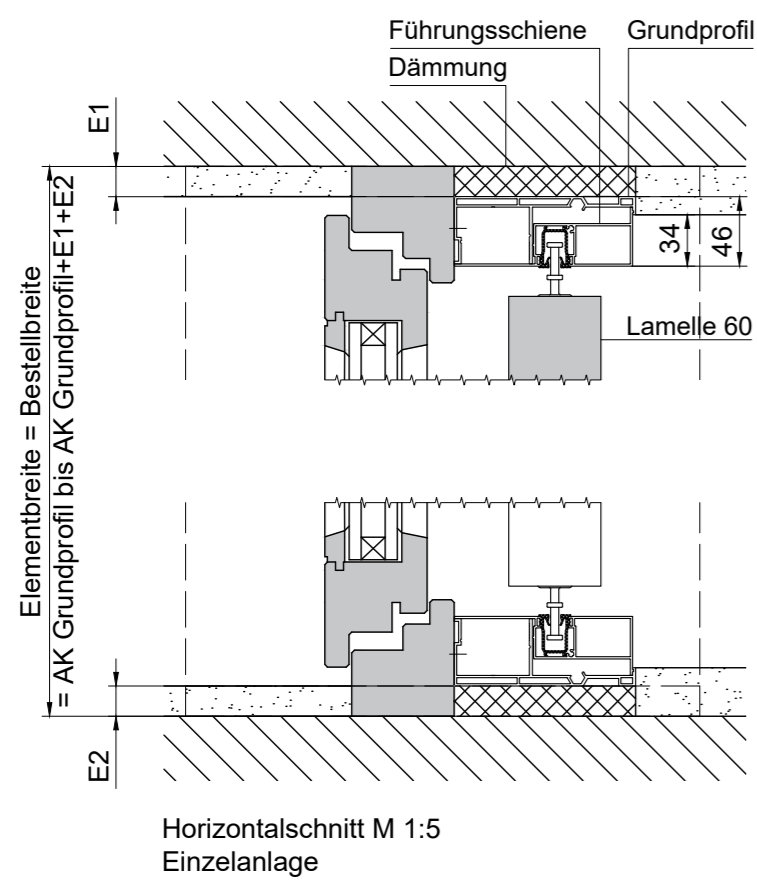 Führungsschiene
Grundprofil
Dämmung
E1
34
46
Lamelle 60
Elementbreite = Bestellbreite
= AK Grundprofil bis AK Grundprofil+E1+E2
E2
Horizontalschnitt M 1:5
Einzelanlage